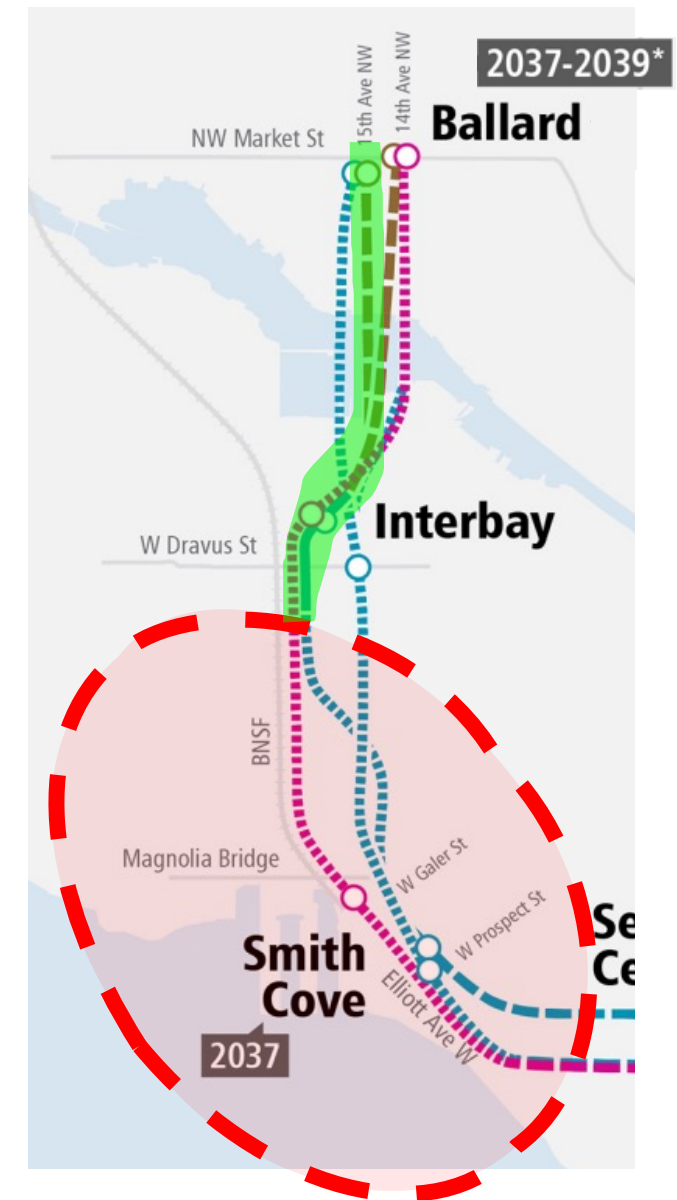 2037-2039*
15th Ave NW
14th Ave NW
Ballard
NW Market St
Interbay
W Dravus St
BNSF
Magnolia Bridge
W Galer St
W Prospect St
Se
Ce
Smith
Cove
Elliott Ave W
2037